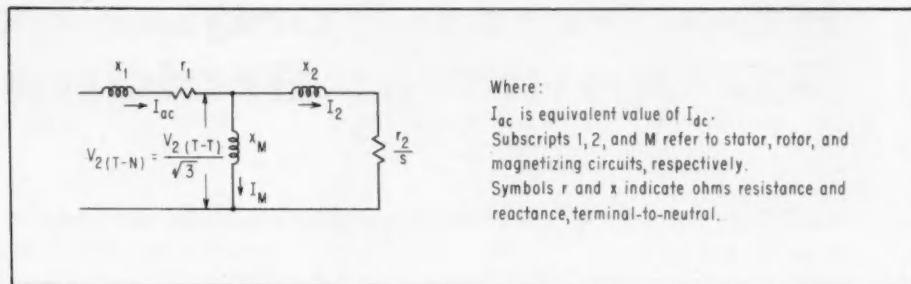 x1 r1 x2
Iac I2
V2(T-N) = V2(T-T) / √3
xM
r2 / s
IM
Where:
Iac is equivalent value of Idc.
Subscripts 1, 2, and M refer to stator, rotor, and
magnetizing circuits, respectively.
Symbols r and x indicate ohms resistance and
reactance, terminal-to-neutral.